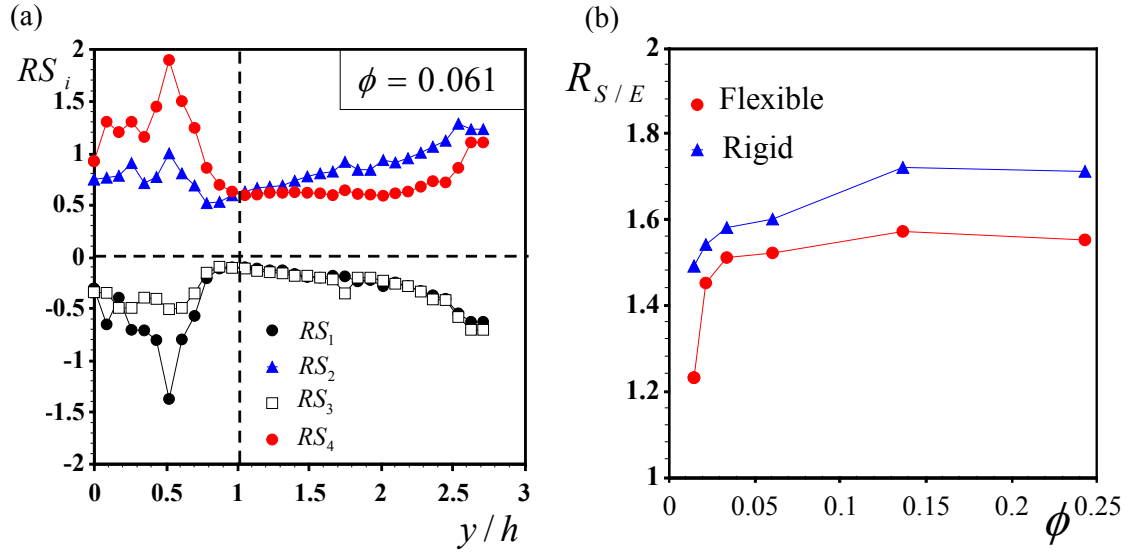 (a)
RS_i
ϕ = 0.061
2
1.5
1
0.5
0
-0.5
-1
-1.5
-2
RS_1
RS_2
RS_3
RS_4
0 0.5 1 1.5 2 2.5 3
y / h
(b)
R_{S/E}
Flexible
Rigid
2
1.8
1.6
1.4
1.2
1
0 0.05 0.1 0.15 0.2 0.25
ϕ